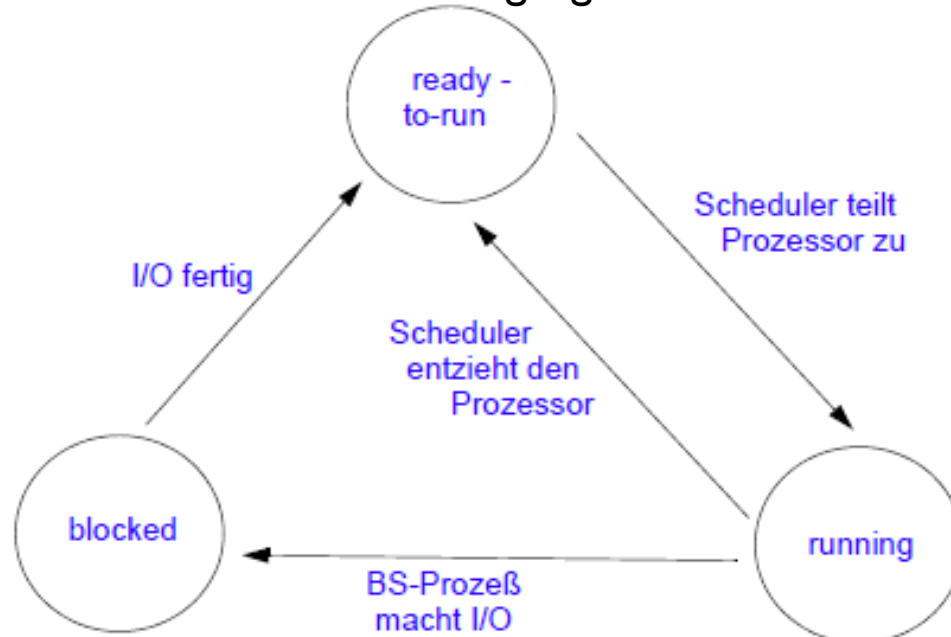 ready -
to-run
Scheduler teilt
Prozessor zu
I/O fertig
Scheduler
entzieht den
Prozessor
blocked
running
BS-Prozeß
macht I/O